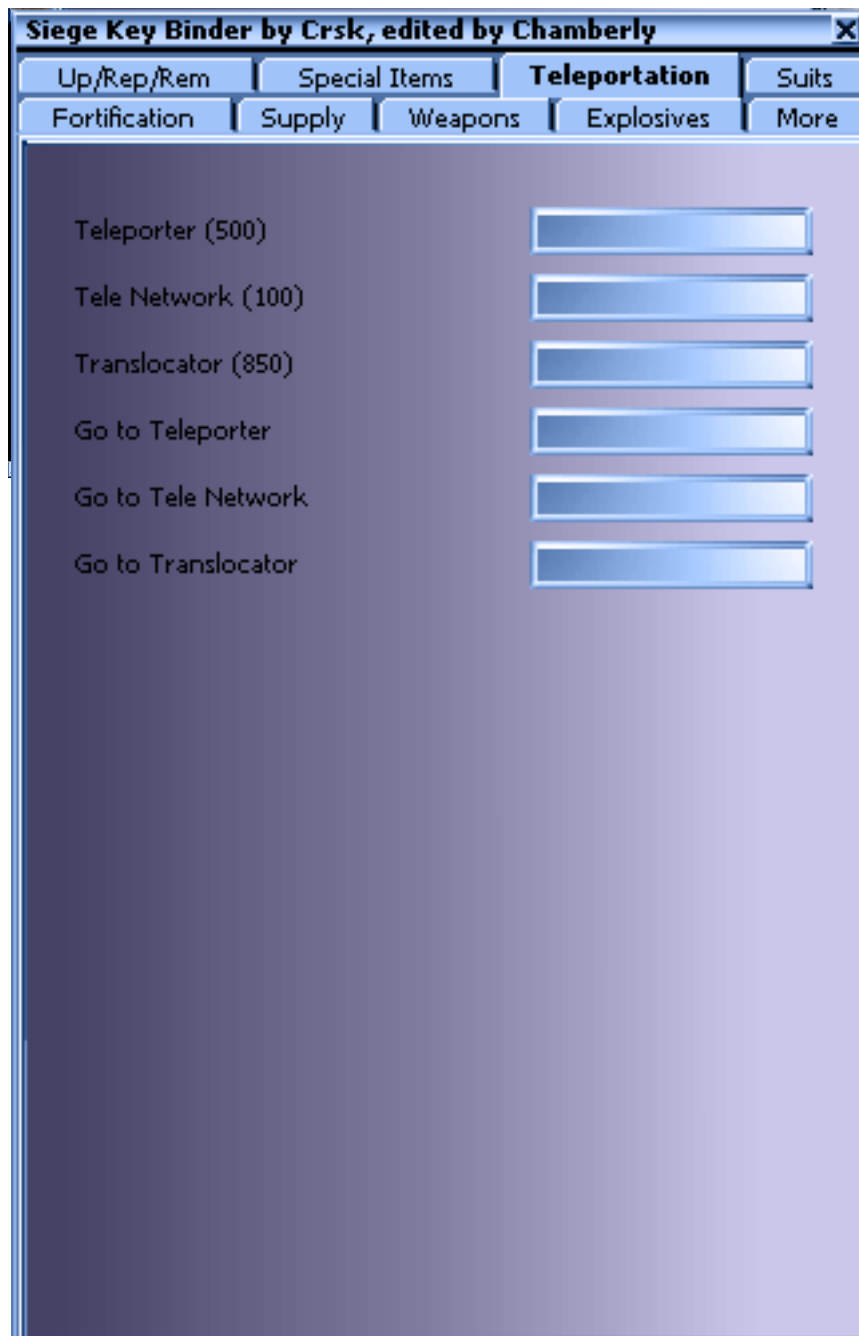 Siege Key Binder by Crsk, edited by Chamberly
Up/Rep/Rem Special Items Teleportation Suits
Fortification Supply Weapons Explosives More
Teleporter (500)
Tele Network (100)
Translocator (850)
Go to Teleporter
Go to Tele Network
Go to Translocator